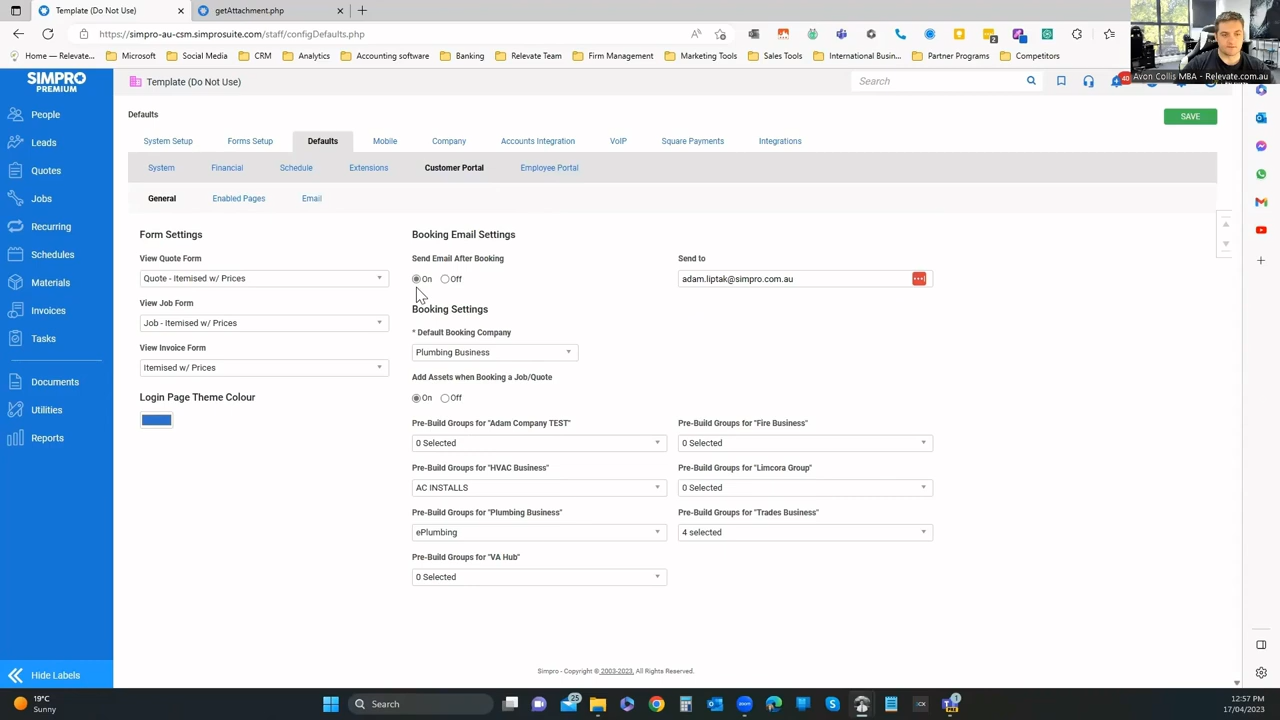 Template (Do Not Use)
getAttachment.php
https://simpro-au-csm.simprosuite.com/staff/configDefaults.php
Home — Relevate.co...
Microsoft
Social Media
CRM
Analytics
Accounting software
Banking
Relevate Team
Firm Management
Marketing Tools
Sales Tools
International Busin...
Partner Programs
Competitors
Avon Collis MBA - Relevate.com.au
SIMPRO
PREMIUM
Template (Do Not Use)
Search
40
People
Leads
Quotes
Jobs
Recurring
Schedules
Materials
Invoices
Tasks
Documents
Utilities
Reports
Hide Labels
Defaults
SAVE
System Setup
Forms Setup
Defaults
Mobile
Company
Accounts Integration
VoIP
Square Payments
Integrations
System
Financial
Schedule
Extensions
Customer Portal
Employee Portal
General
Enabled Pages
Email
Form Settings
View Quote Form
Quote - Itemised w/ Prices
View Job Form
Job - Itemised w/ Prices
View Invoice Form
Itemised w/ Prices
Login Page Theme Colour
Booking Email Settings
Send Email After Booking
On Off
Send to
adam.liptak@simpro.com.au
Booking Settings
* Default Booking Company
Plumbing Business
Add Assets when Booking a Job/Quote
On Off
Pre-Build Groups for "Adam Company TEST"
0 Selected
Pre-Build Groups for "Fire Business"
0 Selected
Pre-Build Groups for "HVAC Business"
AC INSTALLS
Pre-Build Groups for "Limcora Group"
0 Selected
Pre-Build Groups for "Plumbing Business"
ePlumbing
Pre-Build Groups for "Trades Business"
4 selected
Pre-Build Groups for "VA Hub"
0 Selected
Simpro - Copyright © 2003-2023, All Rights Reserved.
19°C
Sunny
Search
25
1
12:57 PM
17/04/2023